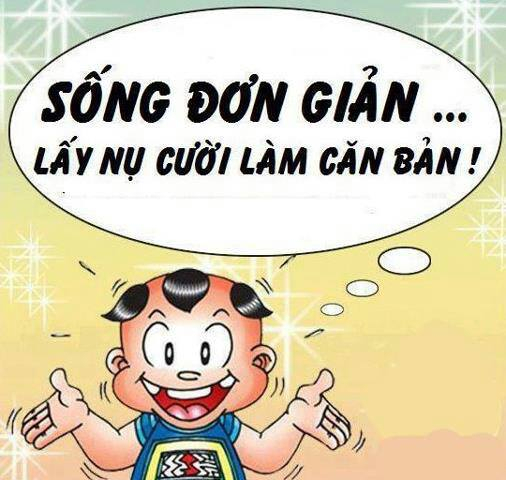 SỐNG ĐƠN GIẢN ...
LẤY NỤ CƯỜI LÀM CĂN BẢN !